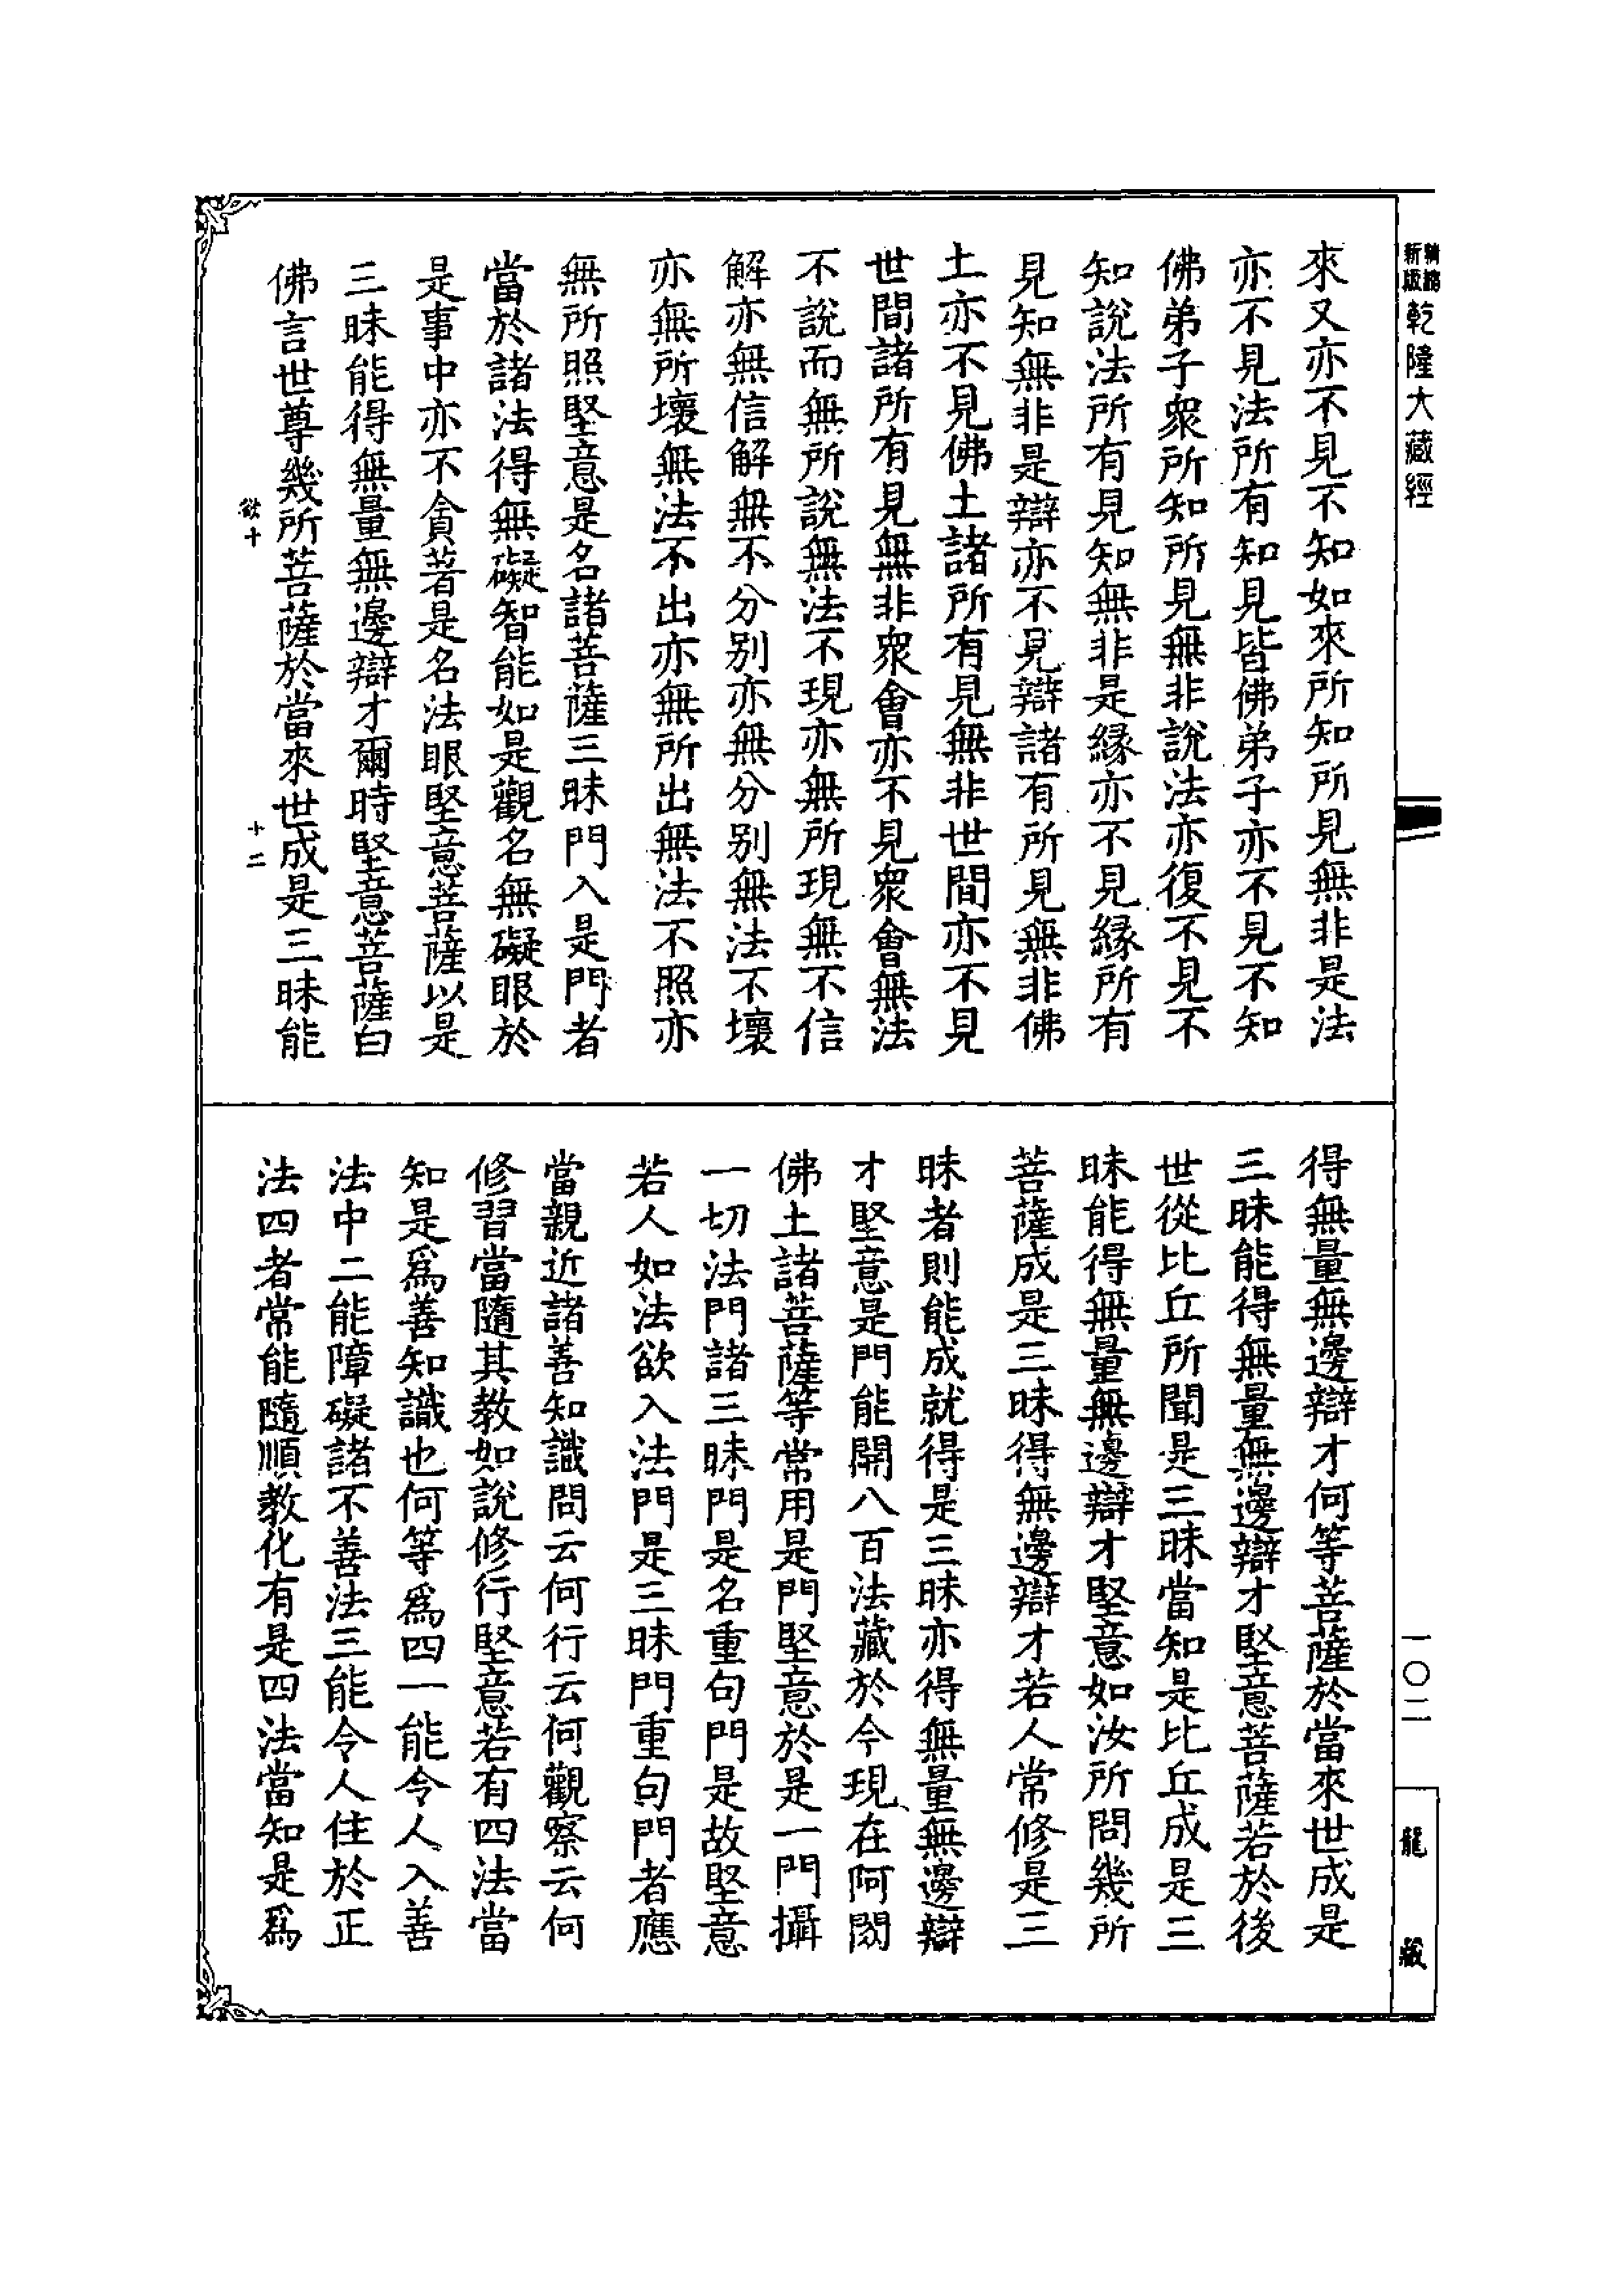 新版
乾隆大藏經
一〇二
龍藏
來又亦不見不知如來所知所見無非是法
亦不見法所有知見皆佛弟子亦不見不知
佛弟子衆所知所見無非說法亦復不見不
知說法所有見知無非是緣亦不見緣所有
見知無非是辯亦不見辯諸有所見無非佛
土亦不見佛土諸所有見無非世間亦不見
世間諸所有見無非衆會亦不見衆會無法
不說而無所說無法不現亦無所現無不信
解亦無信解無不分别亦無分别無法不壞
亦無所壞無法不出亦無所出無法不照亦
無所照堅意是名諸菩薩三昧門入是門者
當於諸法得無礙智能如是觀名無礙眼於
是事中亦不貪著是名法眼堅意菩薩以是
三昧能得無量無邊辯才爾時堅意菩薩白
佛言世尊幾所菩薩於當來世成是三昧能
欲十
十二
得無量無邊辯才何等菩薩於當來世成是
三昧能得無量無邊辯才堅意菩薩若於後
世從比丘所聞是三昧當知是比丘成是三
昧能得無量無邊辯才堅意如汝所問幾所
菩薩成是三昧得無邊辯才若人常修是三
昧者則能成就得是三昧亦得無量無邊辯
才堅意是門能開八百法藏於今現在阿閦
佛土諸菩薩等常用是門堅意於是一門攝
一切法門諸三昧門是名重句門是故堅意
若人如法欲入法門是三昧門重句門者應
當親近諸善知識問云何行云何觀察云何
修習當隨其教如說修行堅意若有四法當
知是爲善知識也何等爲四一能令人入善
法中二能障礙諸不善法三能令人住於正
法四者常能隨順教化有是四法當知是爲